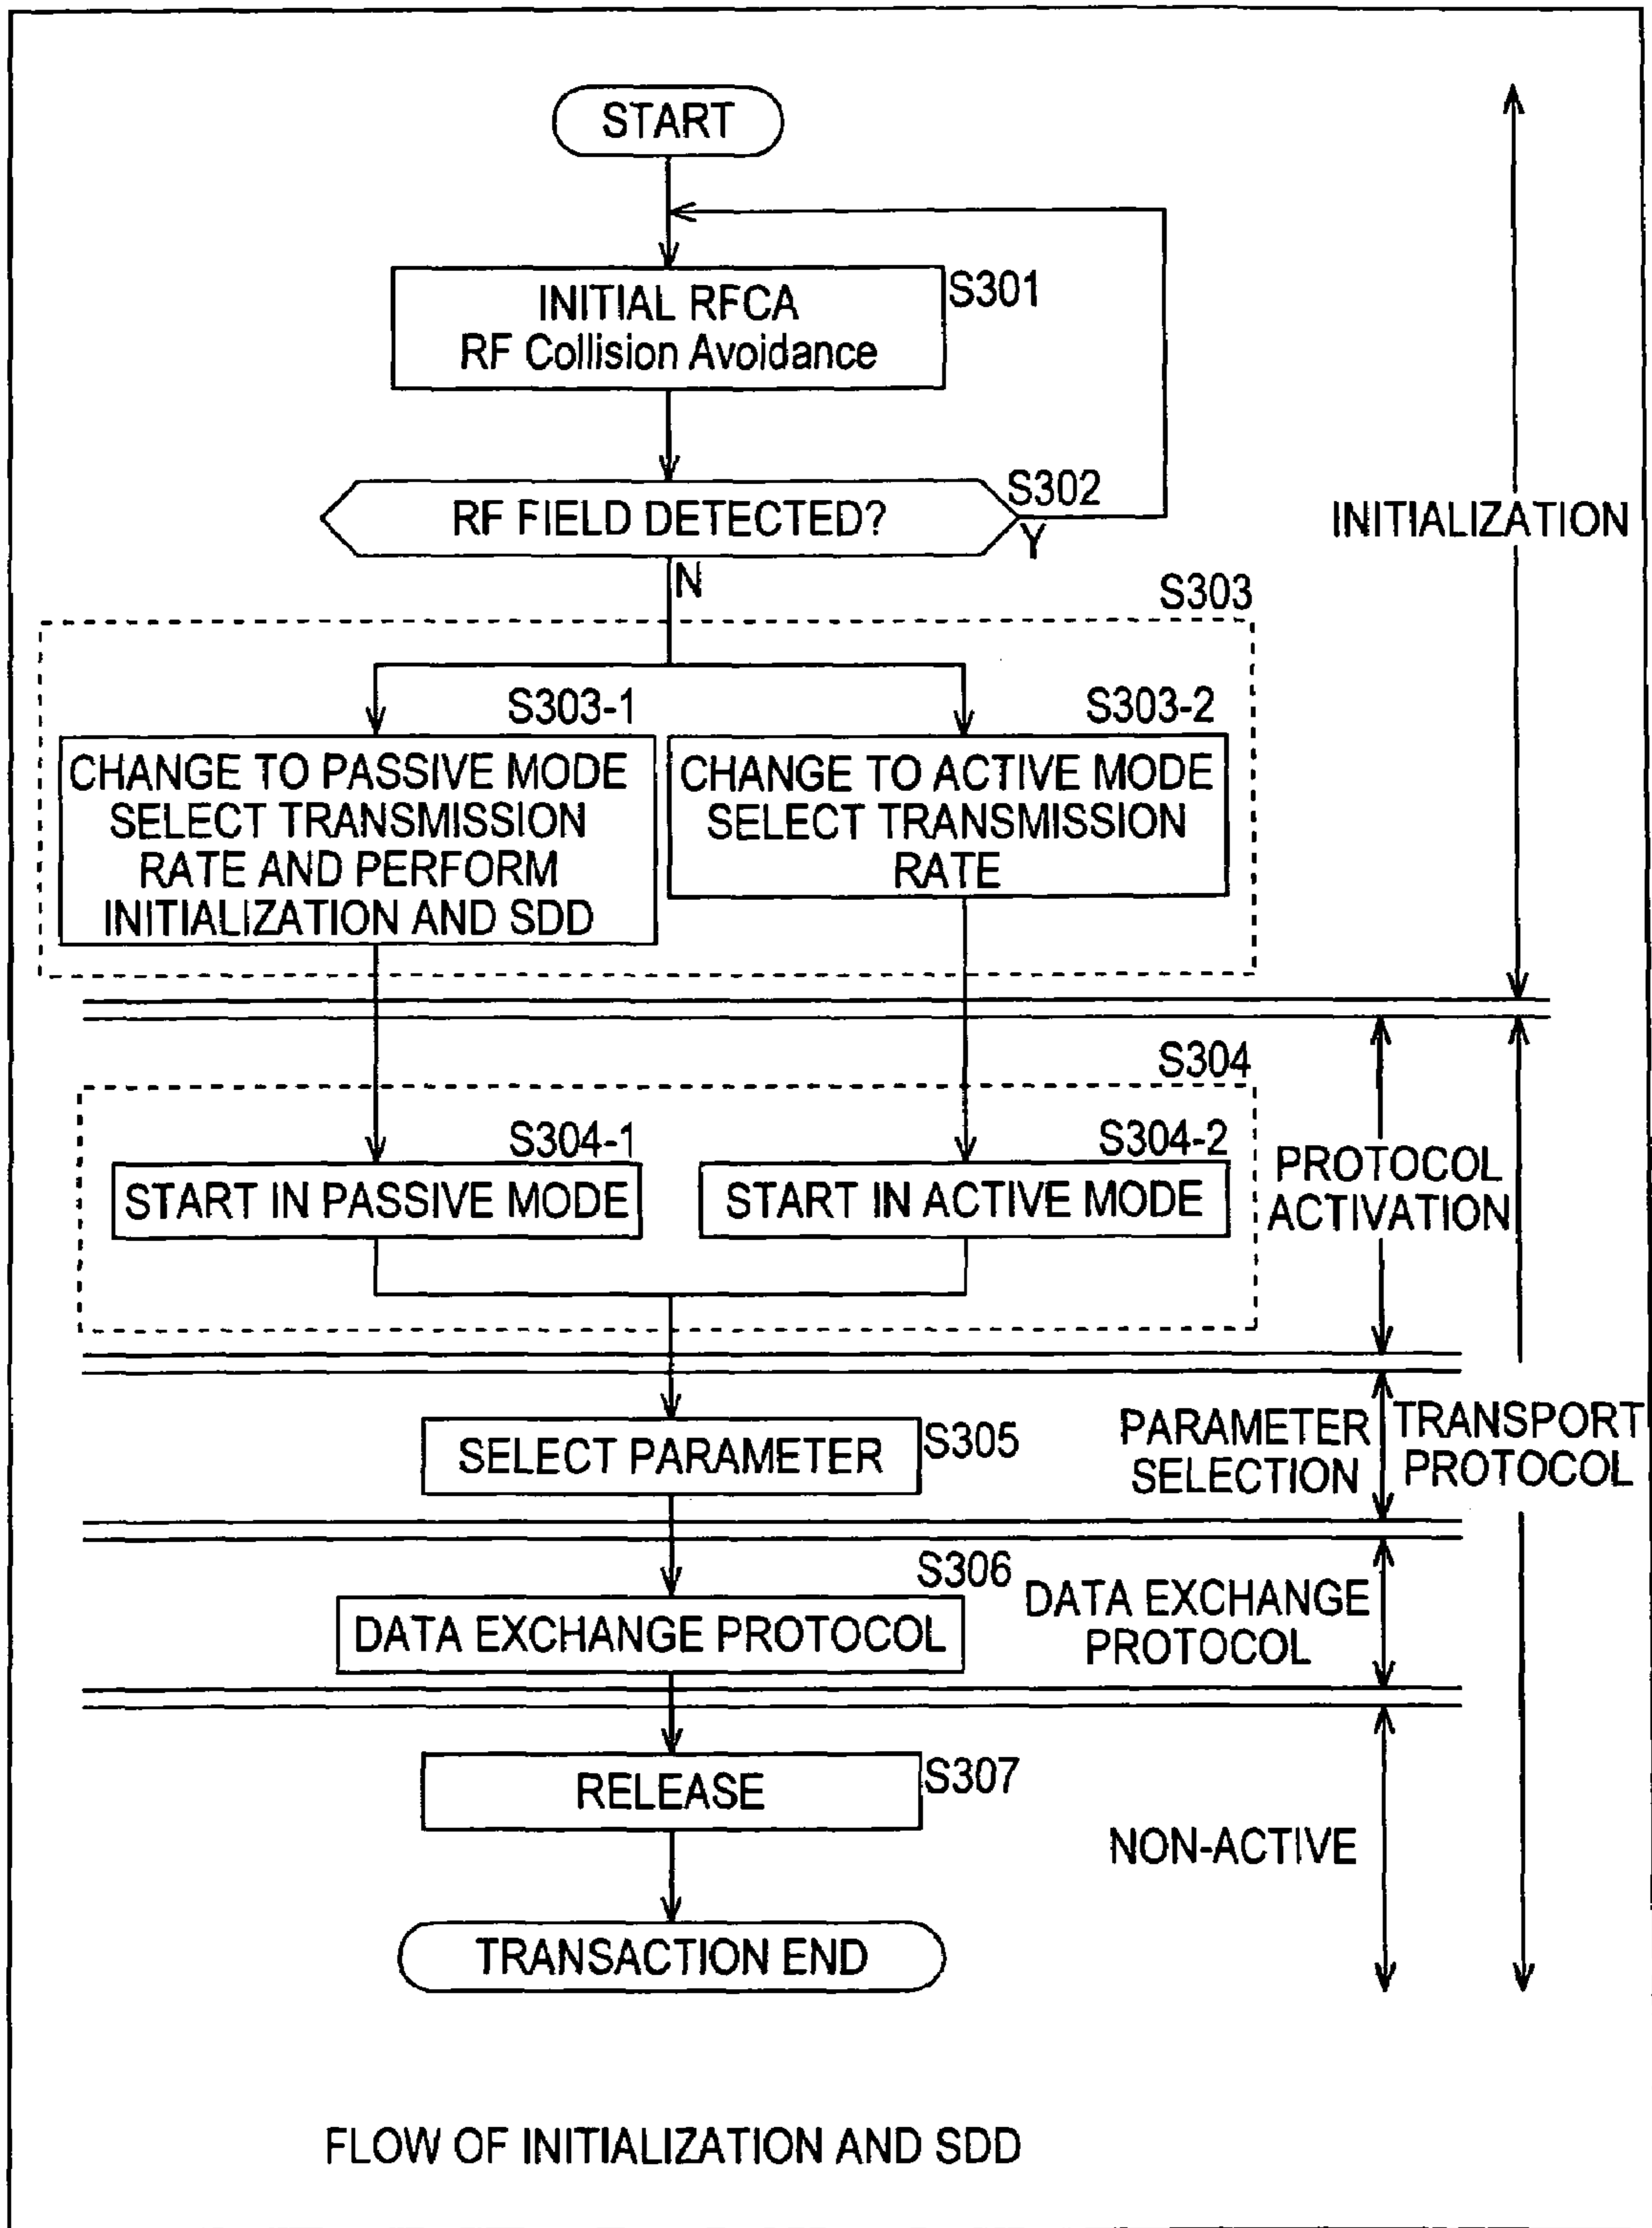 START
INITIAL RFCA
RF Collision Avoidance
S301
RF FIELD DETECTED?
S302
Y
N
INITIALIZATION
S303
S303-1
CHANGE TO PASSIVE MODE
SELECT TRANSMISSION
RATE AND PERFORM
INITIALIZATION AND SDD
S303-2
CHANGE TO ACTIVE MODE
SELECT TRANSMISSION
RATE
S304
S304-1
START IN PASSIVE MODE
S304-2
START IN ACTIVE MODE
PROTOCOL
ACTIVATION
SELECT PARAMETER
S305
PARAMETER
SELECTION
TRANSPORT
PROTOCOL
S306
DATA EXCHANGE PROTOCOL
DATA EXCHANGE
PROTOCOL
RELEASE
S307
NON-ACTIVE
TRANSACTION END
FLOW OF INITIALIZATION AND SDD